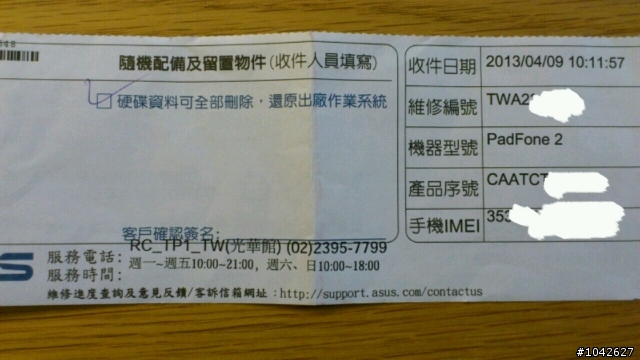 隨機配備及留置物件(收件人員填寫)
硬碟資料可全部刪除，還原出廠作業系統
客戶確認簽名:
RC_TP1_TW(光華館) (02)2395-7799
服務電話:
服務時間: 週一~週五10:00~21:00, 週六、日10:00~18:00
維修進度查詢及意見反饋/客訴信箱網址:http://support.asus.com/contactus
收件日期 2013/04/09 10:11:57
維修編號 TWA2
機器型號 PadFone 2
產品序號 CAATCT
手機IMEI 353
#1042627